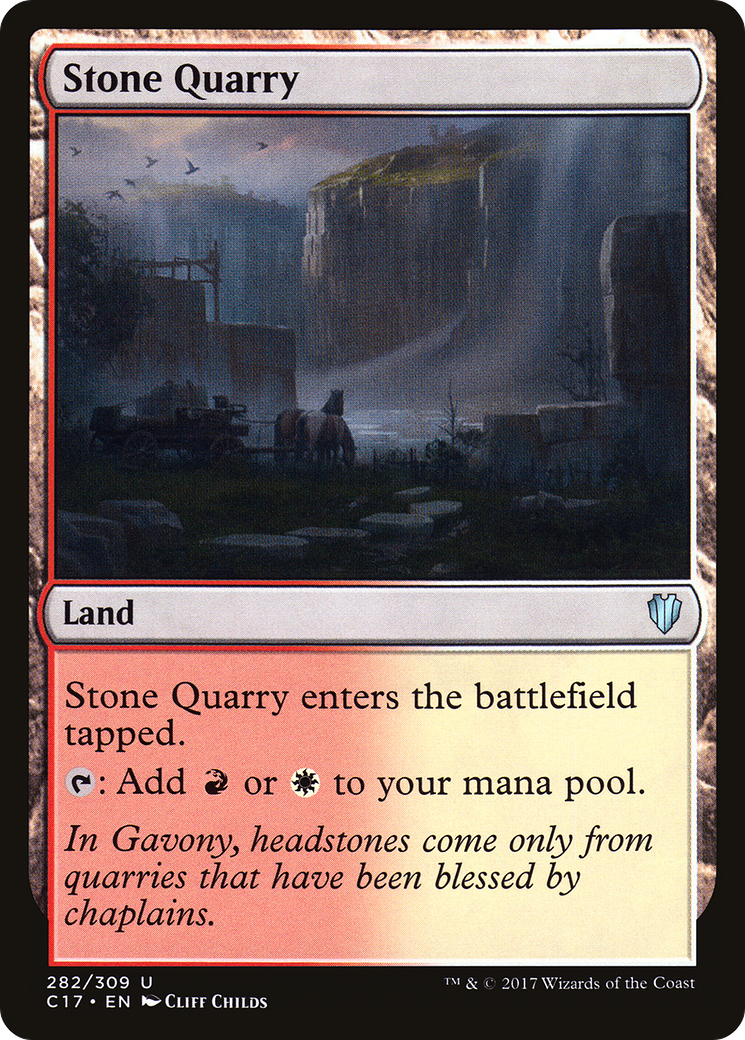 Stone Quarry
Land
Stone Quarry enters the battlefield
tapped.
: Add or to your mana pool.
In Gavony, headstones come only from
quarries that have been blessed by
chaplains.
282/309 U
™ & © 2017 Wizards of the Coast
C17 • EN Cliff Childs